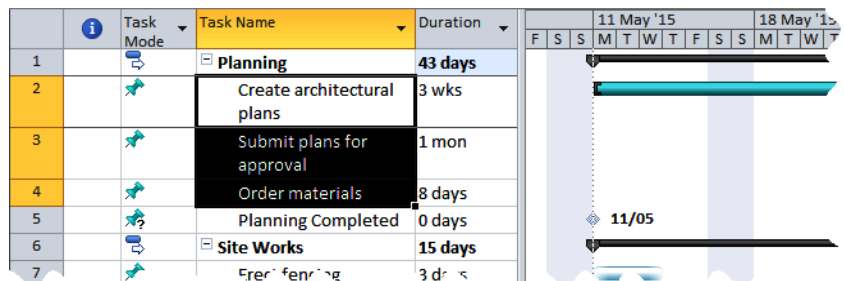 Task Mode Task Name Duration 11 May '15 18 May '15
F S S M T W T F S S M T W T
1 Planning 43 days
2 Create architectural plans 3 wks
3 Submit plans for approval 1 mon
4 Order materials 8 days
5 ? Planning Completed 0 days 11/05
6 Site Works 15 days
7